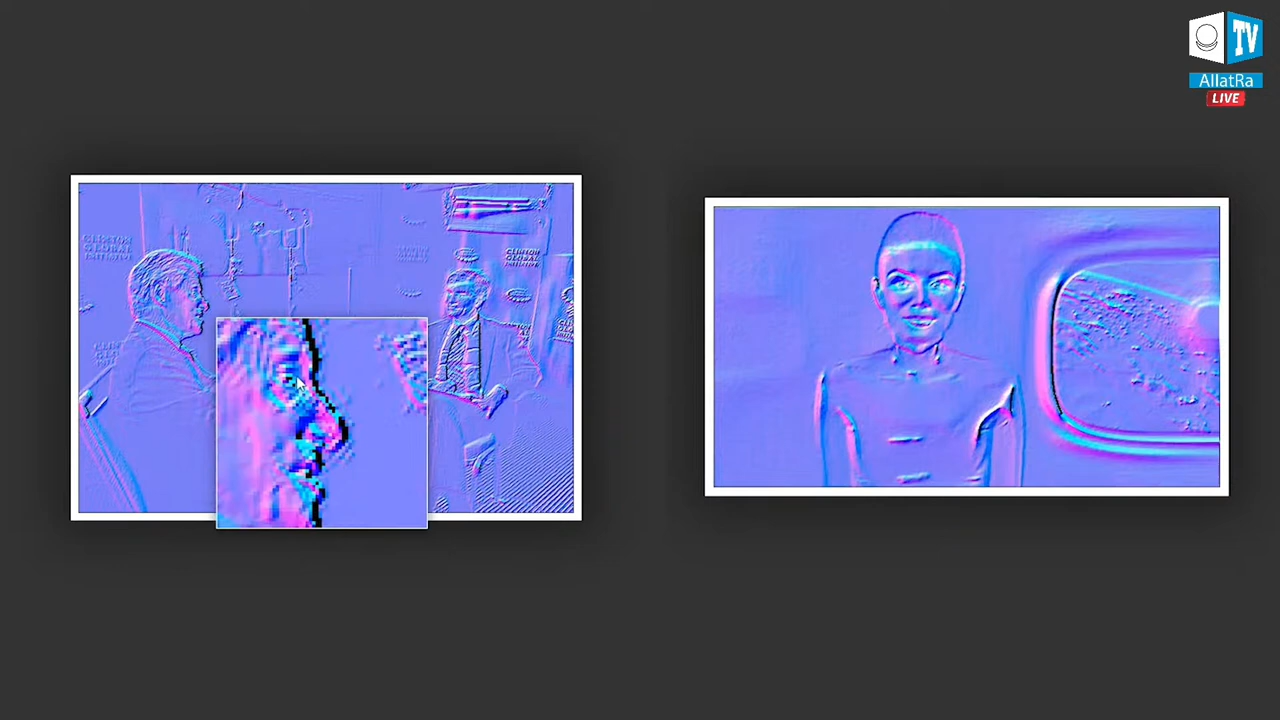 TV
AllatRa
LIVE
CLINTON
GLOBAL
INITIATIVE
CLINTON
GLOBAL
INITIATIVE